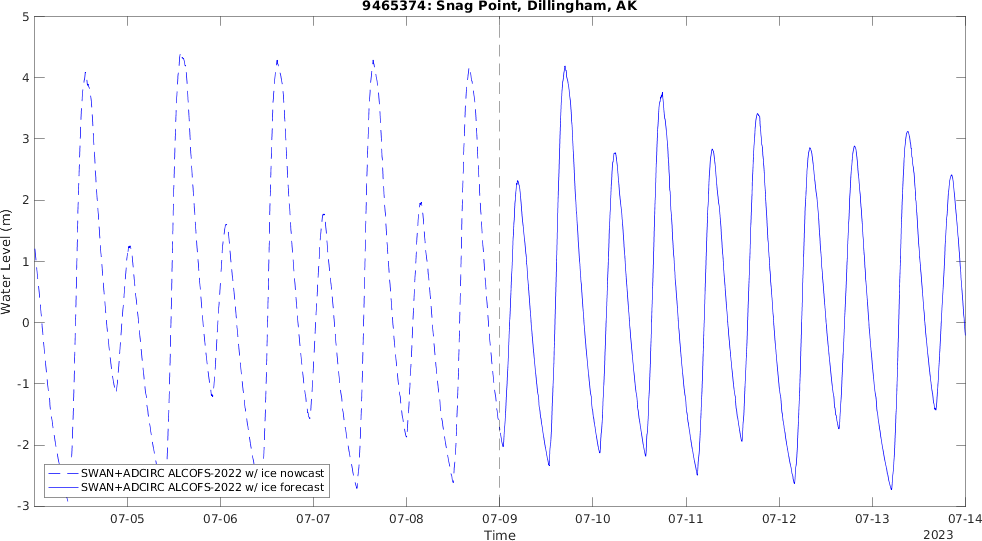 9465374: Snag Point, Dillingham, AK
5
4
3
2
1
0
-1
-2
-3
Water Level (m)
SWAN+ADCIRC ALCOFS-2022 w/ ice nowcast
SWAN+ADCIRC ALCOFS-2022 w/ ice forecast
07-05 07-06 07-07 07-08 07-09 07-10 07-11 07-12 07-13 07-14
Time
2023